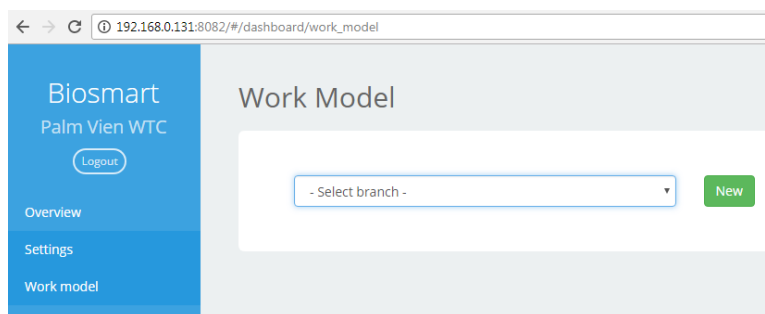 192.168.0.131:8082/#/dashboard/work_model
Biosmart
Palm Vien WTC
Logout
Overview
Settings
Work model
Work Model
- Select branch -
New